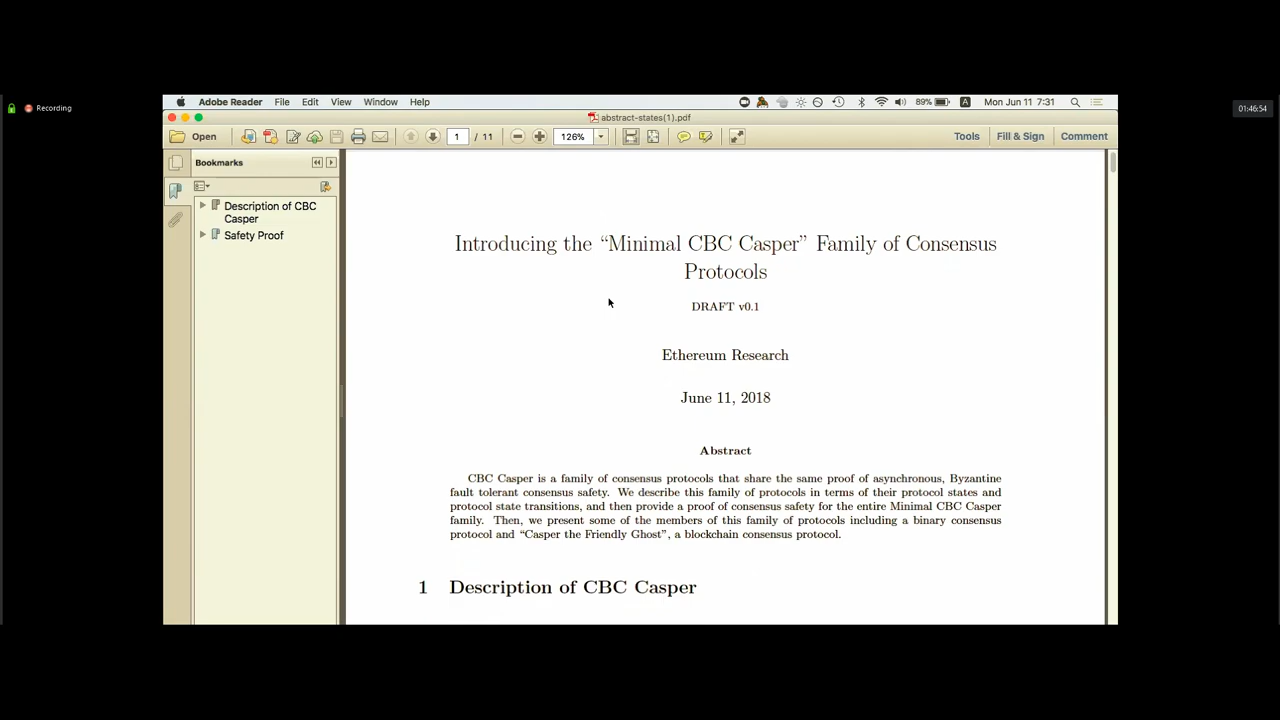 Recording
01:46:54
Adobe Reader File Edit View Window Help 89% A Mon Jun 11 7:31
abstract-states(1).pdf
Open 1 / 11 126% Tools Fill & Sign Comment
Bookmarks
Description of CBC
Casper
Safety Proof
Introducing the “Minimal CBC Casper” Family of Consensus
Protocols
DRAFT v0.1
Ethereum Research
June 11, 2018
Abstract
CBC Casper is a family of consensus protocols that share the same proof of asynchronous, Byzantine
fault tolerant consensus safety. We describe this family of protocols in terms of their protocol states and
protocol state transitions, and then provide a proof of consensus safety for the entire Minimal CBC Casper
family. Then, we present some of the members of this family of protocols including a binary consensus
protocol and “Casper the Friendly Ghost”, a blockchain consensus protocol.
1 Description of CBC Casper